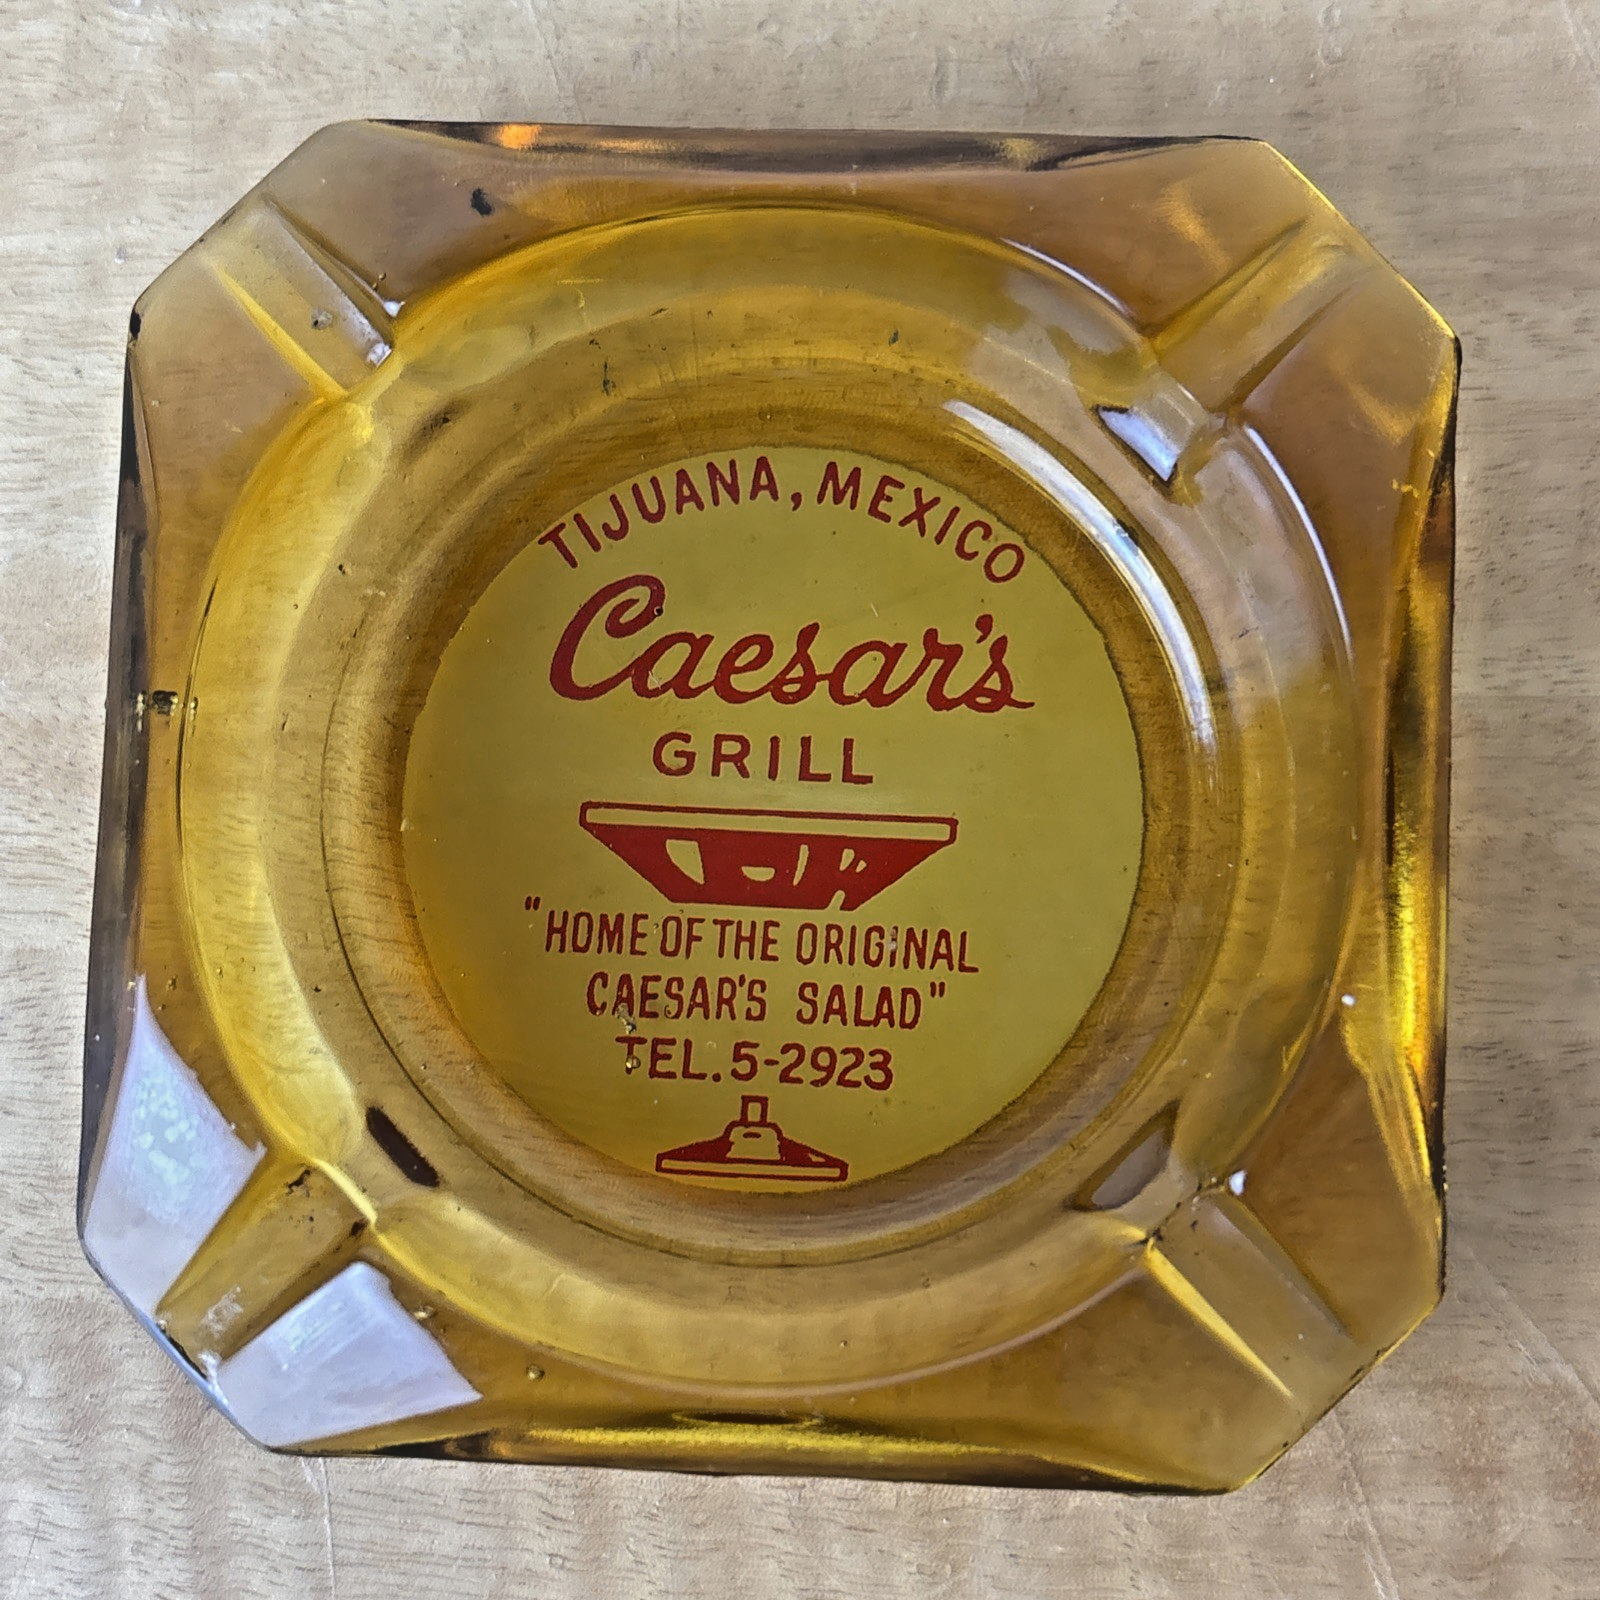 TIJUANA, MEXICO
Caesar's
GRILL
"HOME OF THE ORIGINAL
CAESAR'S SALAD"
TEL. 5-2923